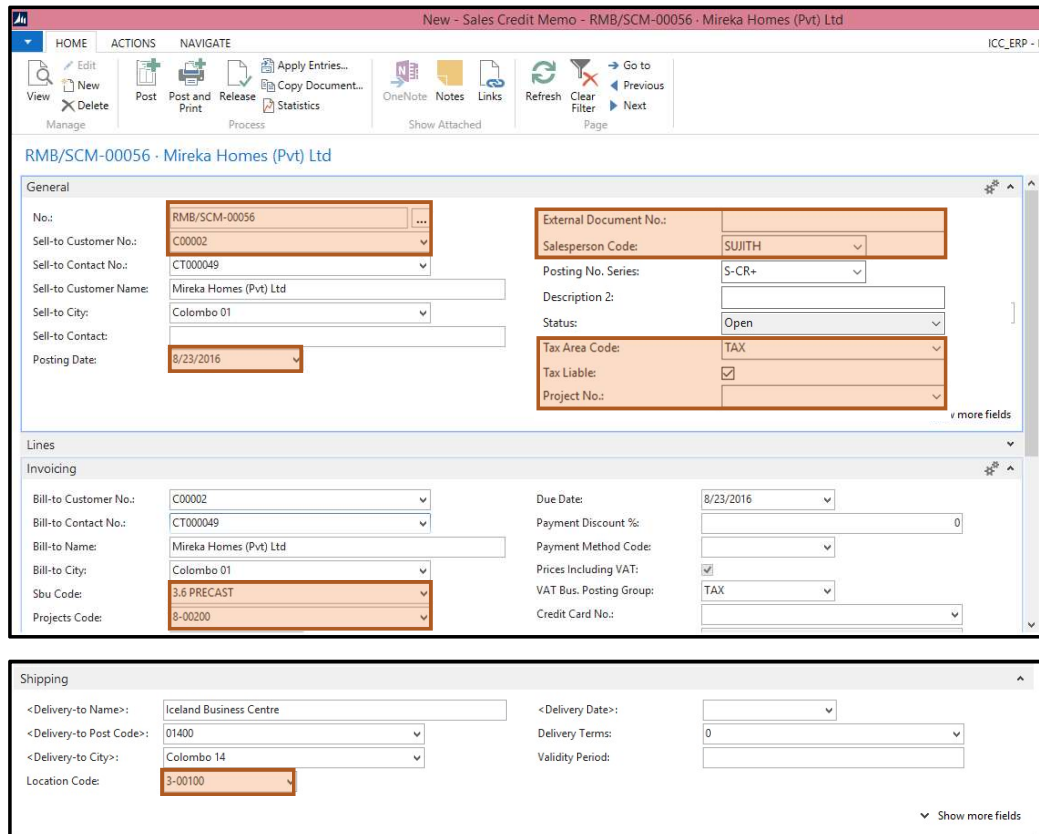 New - Sales Credit Memo - RMB/SCM-00056 · Mireka Homes (Pvt) Ltd
HOME ACTIONS NAVIGATE ICC_ERP -
View
Edit
New
Delete
Manage
Post
Post and Print
Release
Apply Entries...
Copy Document...
Statistics
Process
OneNote
Notes
Links
Show Attached
Refresh
Clear Filter
Go to
Previous
Next
Page
RMB/SCM-00056 · Mireka Homes (Pvt) Ltd
General
No.: RMB/SCM-00056 ...
Sell-to Customer No.: C00002
Sell-to Contact No.: CT000049
Sell-to Customer Name: Mireka Homes (Pvt) Ltd
Sell-to City: Colombo 01
Sell-to Contact:
Posting Date: 8/23/2016
External Document No.:
Salesperson Code: SUJITH
Posting No. Series: S-CR+
Description 2:
Status: Open
Tax Area Code: TAX
Tax Liable:
Project No.:
more fields
Lines
Invoicing
Bill-to Customer No.: C00002
Bill-to Contact No.: CT000049
Bill-to Name: Mireka Homes (Pvt) Ltd
Bill-to City: Colombo 01
Sbu Code: 3.6 PRECAST
Projects Code: 8-00200
Due Date: 8/23/2016
Payment Discount %: 0
Payment Method Code:
Prices Including VAT:
VAT Bus. Posting Group: TAX
Credit Card No.:
Shipping
<Delivery-to Name>: Iceland Business Centre
<Delivery-to Post Code>: 01400
<Delivery-to City>: Colombo 14
Location Code: 3-00100
<Delivery Date>:
Delivery Terms: 0
Validity Period:
Show more fields